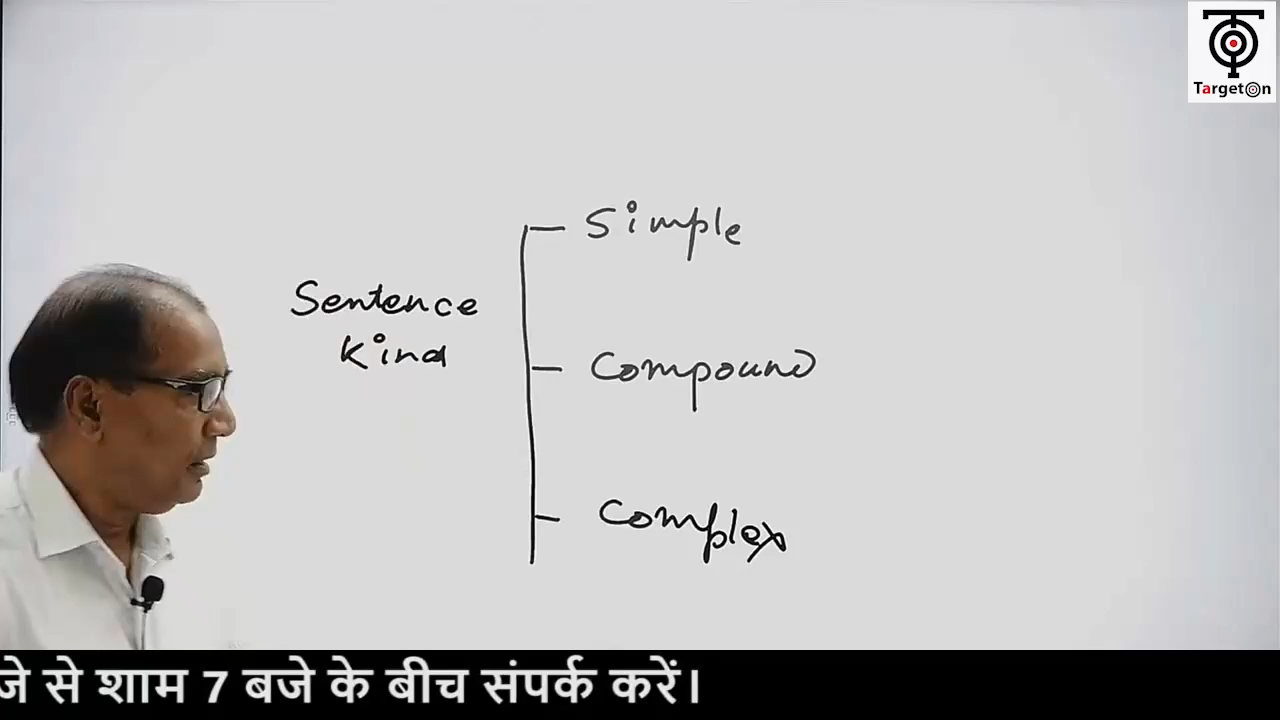 TargetOn
Simple
Sentence
Kind
Compound
Complex
जे से शाम 7 बजे के बीच संपर्क करें।